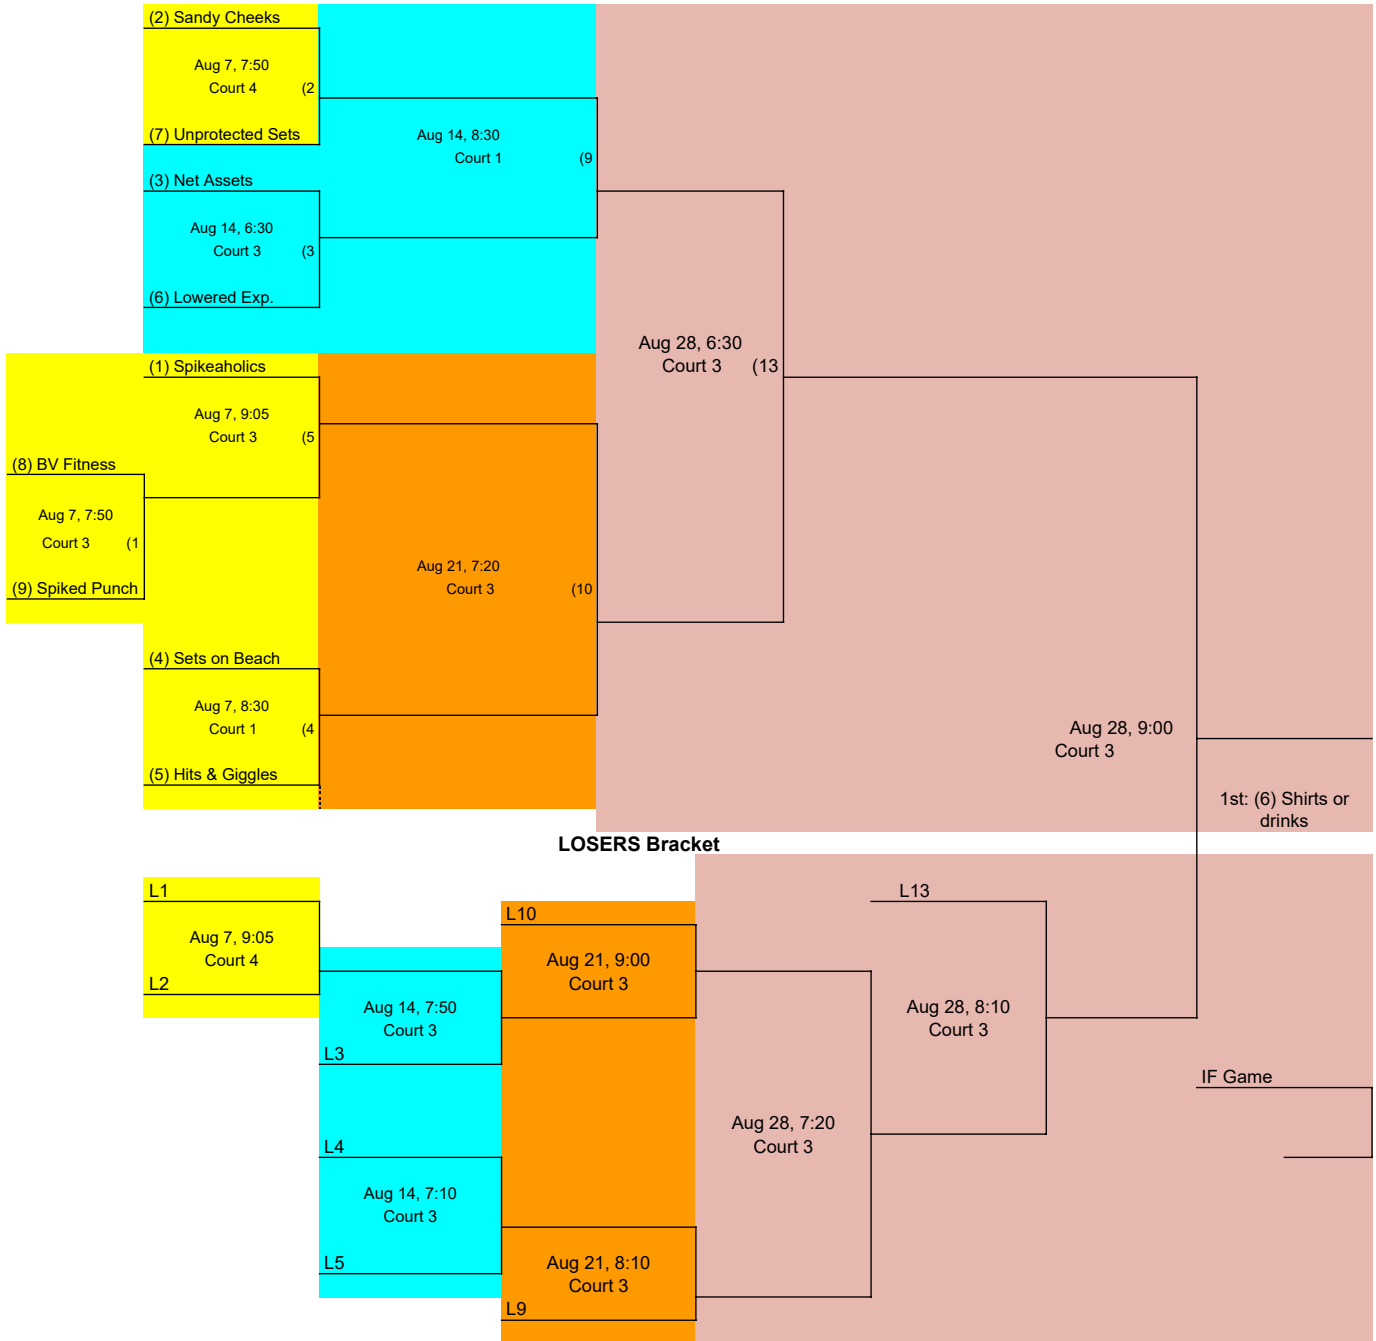 (2) Sandy Cheeks
Aug 7, 7:50
Court 4 (2
(7) Unprotected Sets
Aug 14, 8:30
Court 1 (9
(3) Net Assets
Aug 14, 6:30
Court 3 (3
(6) Lowered Exp.
Aug 28, 6:30
Court 3 (13
(1) Spikeaholics
Aug 7, 9:05
Court 3 (5
(8) BV Fitness
Aug 7, 7:50
Court 3 (1
(9) Spiked Punch
Aug 21, 7:20
Court 3 (10
(4) Sets on Beach
Aug 7, 8:30
Court 1 (4
(5) Hits & Giggles
Aug 28, 9:00
Court 3
1st: (6) Shirts or
drinks
LOSERS Bracket
L1
Aug 7, 9:05
Court 4
L2
L10
Aug 21, 9:00
Court 3
L13
Aug 14, 7:50
Court 3
L3
Aug 28, 8:10
Court 3
IF Game
Aug 28, 7:20
Court 3
L4
Aug 14, 7:10
Court 3
L5
Aug 21, 8:10
Court 3
L9